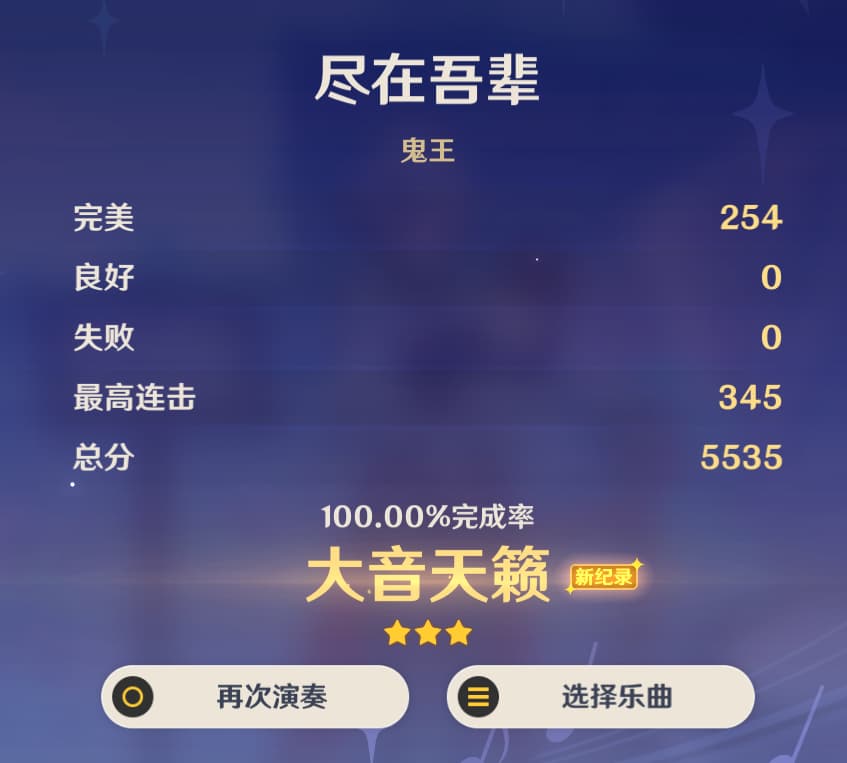 尽在吾辈
鬼王
完美 254
良好 0
失败 0
最高连击 345
总分 5535
100.00%完成率
大音天籁 新纪录
再次演奏 选择乐曲